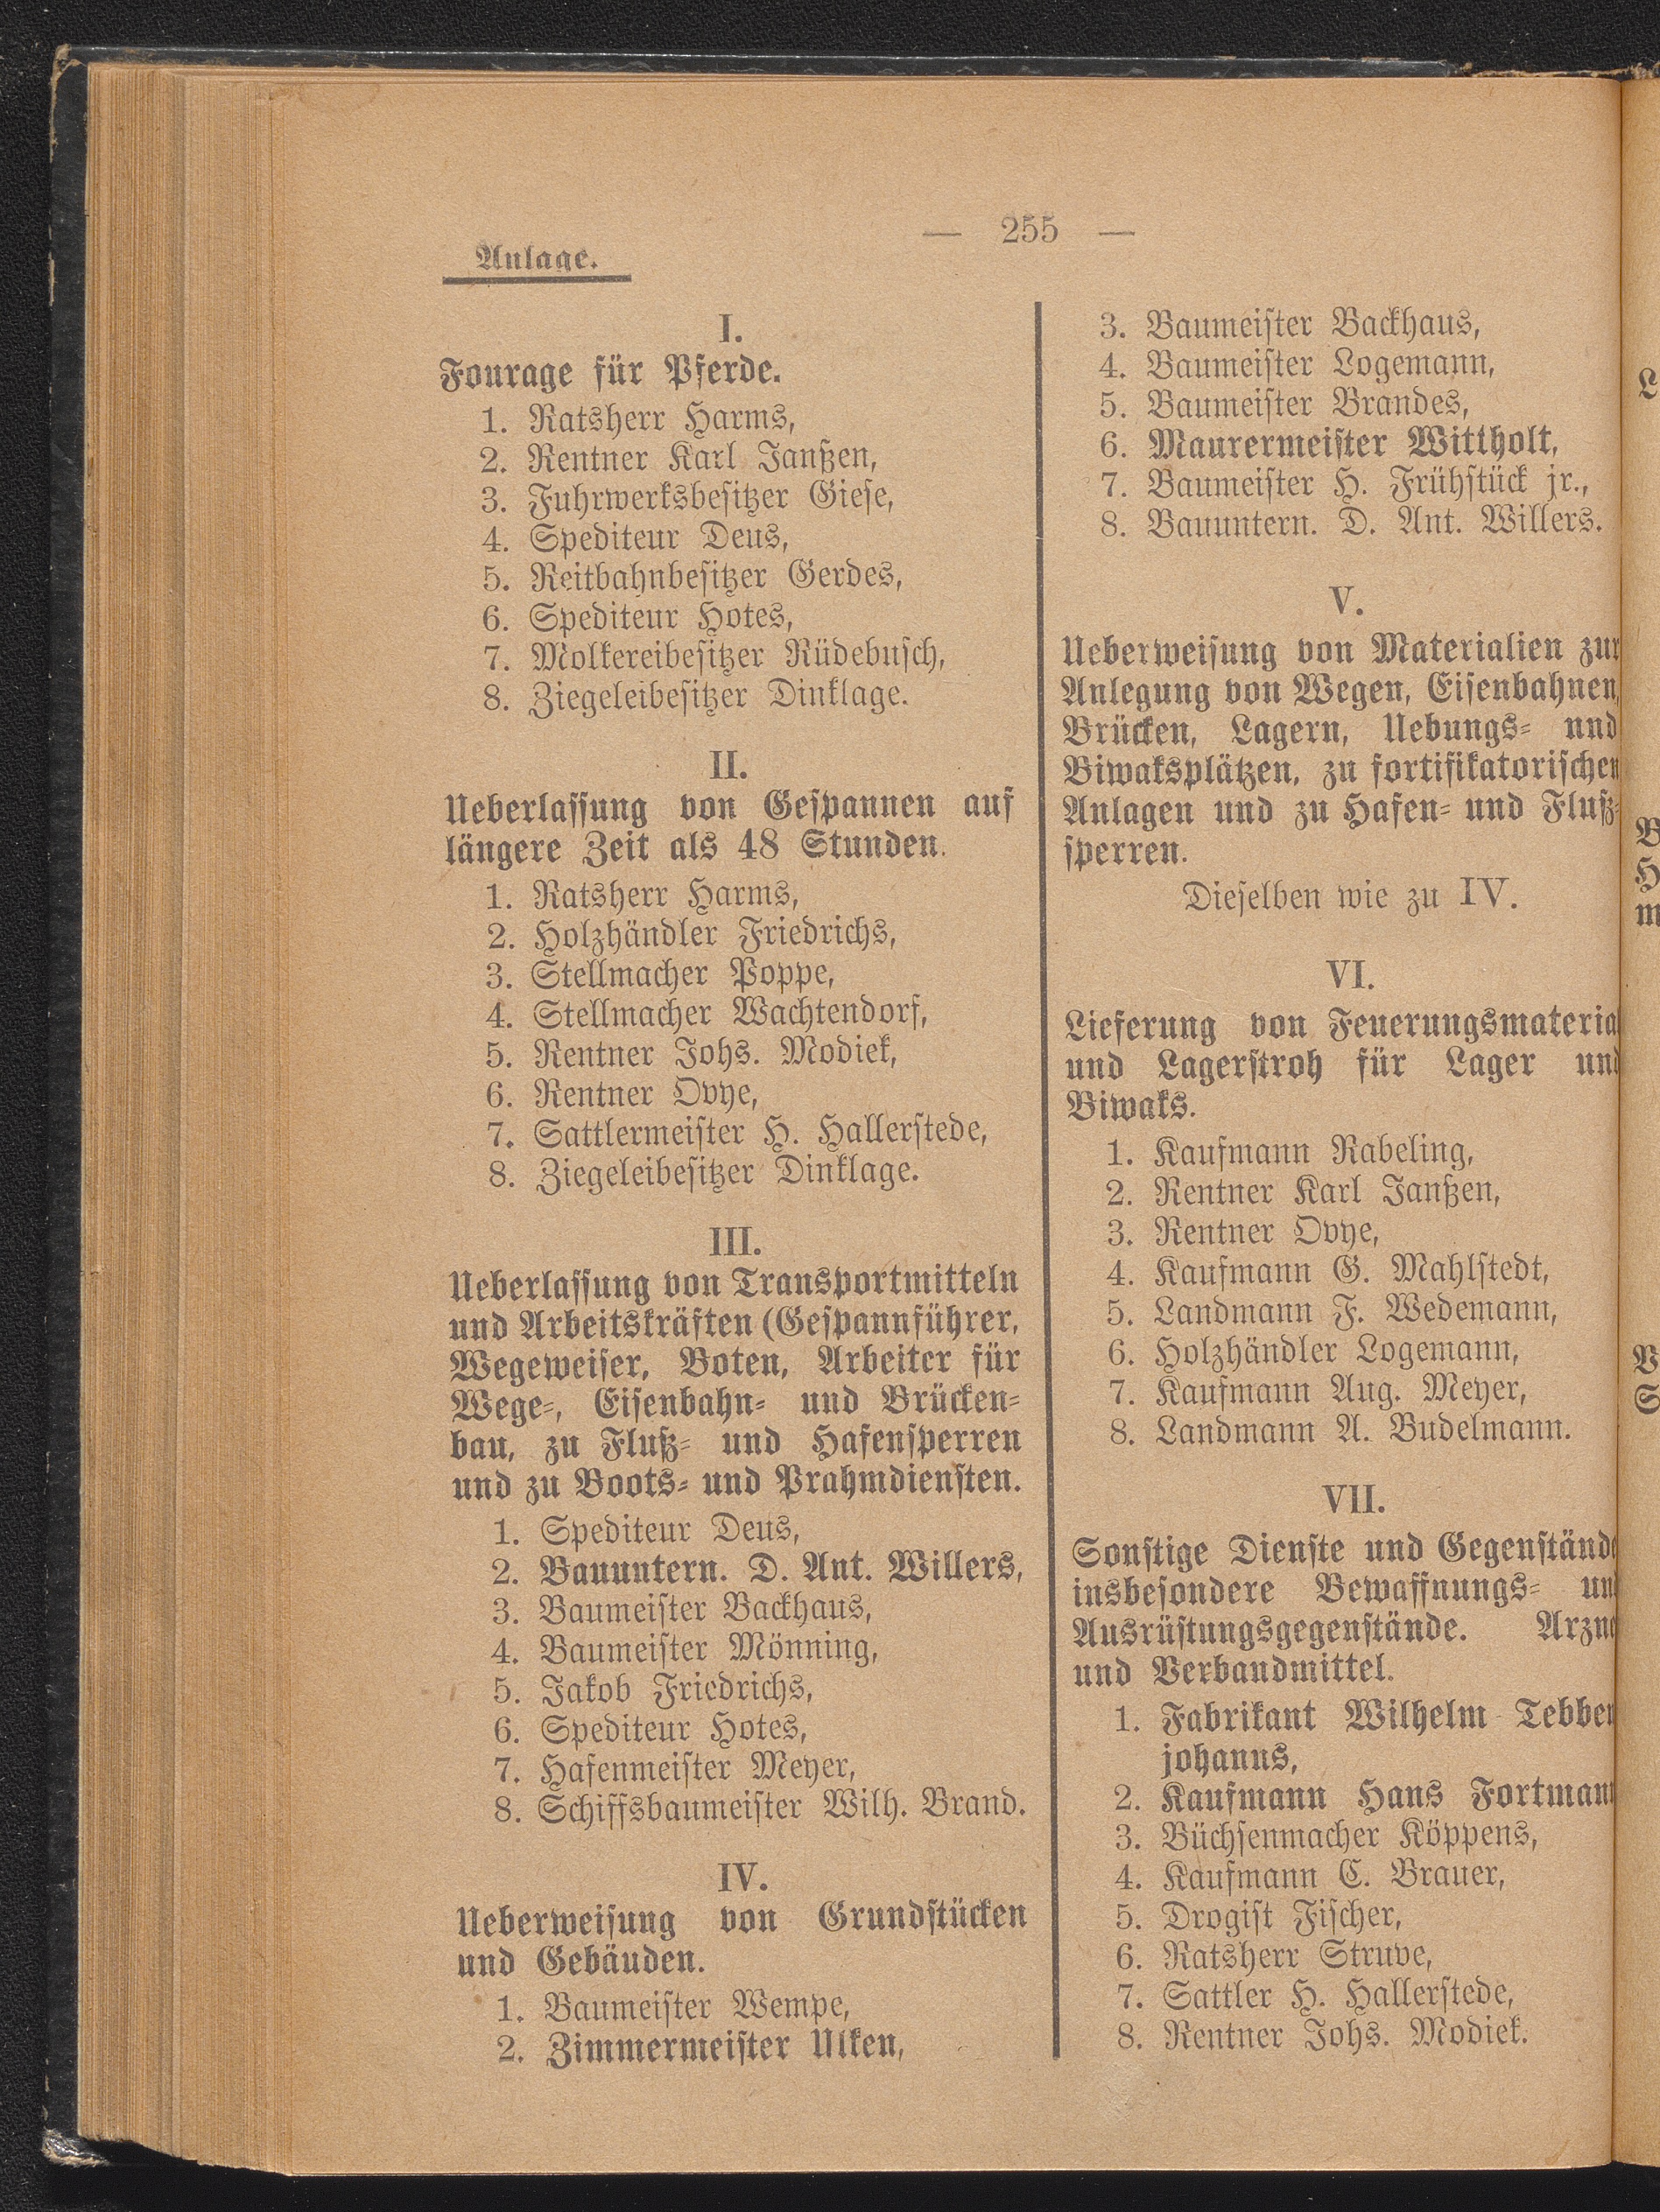 — 255 —
Anlage.
I.
Fourage für Pferde.
1. Ratsherr Harms,
2. Rentner Karl Janßen,
3. Fuhrwerksbesitzer Giese,
4. Spediteur Deus,
5. Reitbahnbesitzer Gerdes,
6. Spediteur Hotes,
7. Molkereibesitzer Rüdebusch,
8. Ziegeleibesitzer Dinklage.
II.
Ueberlassung von Gespannen auf
längere Zeit als 48 Stunden.
1. Ratsherr Harms,
2. Holzhändler Friedrichs,
3. Stellmacher Poppe,
4. Stellmacher Wachtendorf,
5. Rentner Johs. Modiek,
6. Rentner Ovye,
7. Sattlermeister H. Hallerstede,
8. Ziegeleibesitzer Dinklage.
III.
Ueberlassung von Transportmitteln
und Arbeitskräften (Gespannführer,
Wegeweiser, Boten, Arbeiter für
Wege-, Eisenbahn- und Brücken-
bau, zu Fluß- und Hafensperren
und zu Boots- und Prahmdiensten.
1. Spediteur Deus,
2. Bauuntern. D. Ant. Willers,
3. Baumeister Backhaus,
4. Baumeister Mönning,
5. Jakob Friedrichs,
6. Spediteur Hotes,
7. Hafenmeister Meyer,
8. Schiffsbaumeister Wilh. Brand.
IV.
Ueberweisung von Grundstücken
und Gebäuden.
1. Baumeister Wempe,
2. Zimmermeister Ulken,
3. Baumeister Backhaus,
4. Baumeister Logemann,
5. Baumeister Brandes,
6. Maurermeister Wittholt,
7. Baumeister H. Frühstück jr.,
8. Bauuntern. D. Ant. Willers.
V.
Ueberweisung von Materialien zur
Anlegung von Wegen, Eisenbahnen,
Brücken, Lagern, Uebungs- und
Biwaksplätzen, zu fortifikatorischen
Anlagen und zu Hafen- und Fluß-
sperren.
Dieselben wie zu IV.
VI.
Lieferung von Feuerungsmateria
und Lagerstroh für Lager und
Biwaks.
1. Kaufmann Rabeling,
2. Rentner Karl Janßen,
3. Rentner Ovye,
4. Kaufmann G. Mahlstedt,
5. Landmann F. Wedemann,
6. Holzhändler Logemann,
7. Kaufmann Aug. Meyer,
8. Landmann A. Budelmann.
VII.
Sonstige Dienste und Gegenstände
insbesondere Bewaffnungs- un
Ausrüstungsgegenstände. Arzne
und Verbandmittel.
1. Fabrikant Wilhelm Tebben
johanns,
2. Kaufmann Hans Fortmann
3. Büchsenmacher Köppens,
4. Kaufmann C. Brauer,
5. Drogist Fischer,
6. Ratsherr Struve,
7. Sattler H. Hallerstede,
8. Rentner Johs. Modiek.